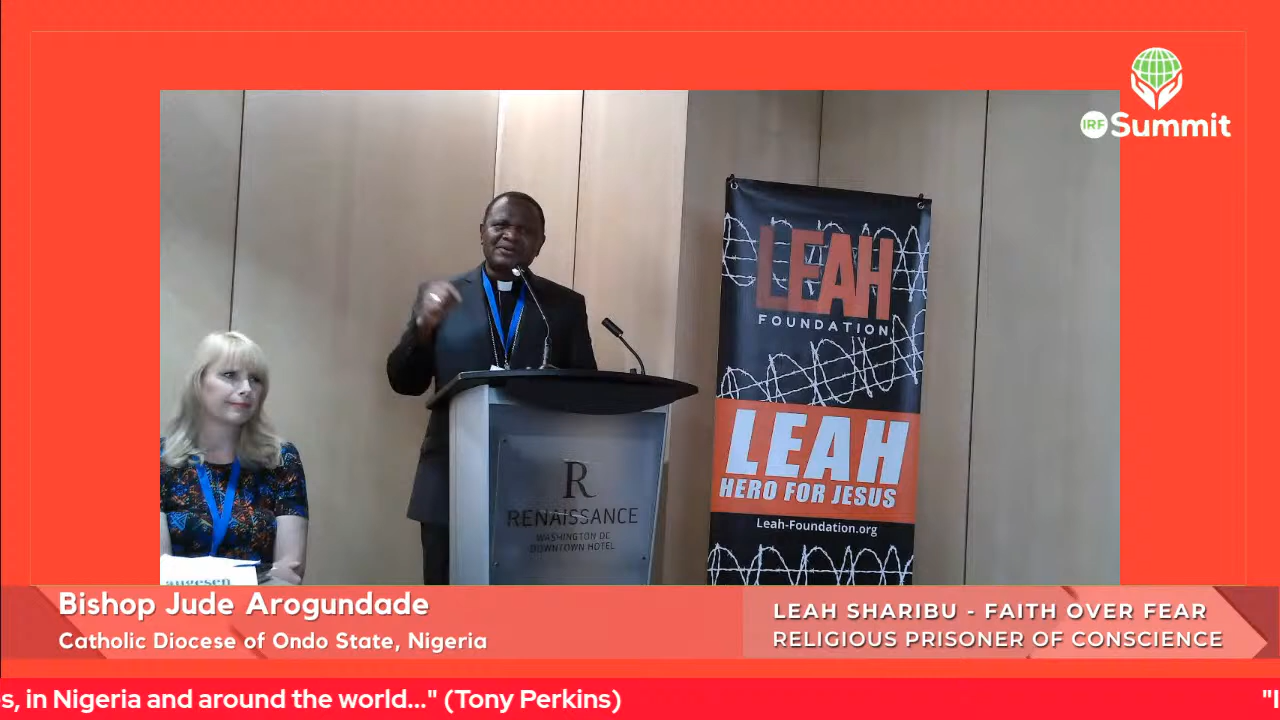 IRF Summit
LEAH
FOUNDATION
LEAH
HERO FOR JESUS
Leah-Foundation.org
R
RENAISSANCE
WASHINGTON DC
DOWNTOWN HOTEL
Bishop Jude Arogundade
Catholic Diocese of Ondo State, Nigeria
LEAH SHARIBU - FAITH OVER FEAR
RELIGIOUS PRISONER OF CONSCIENCE
s, in Nigeria and around the world..." (Tony Perkins)